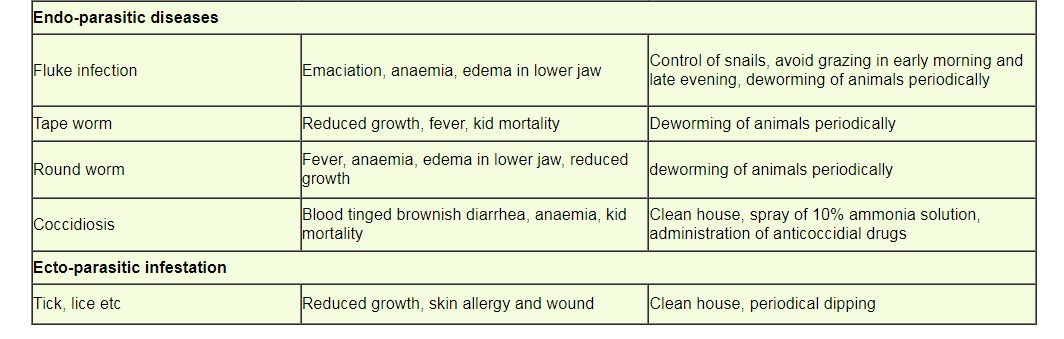 Endo-parasitic diseases
Fluke infection
Emaciation, anaemia, edema in lower jaw
Control of snails, avoid grazing in early morning and
late evening, deworming of animals periodically
Tape worm
Reduced growth, fever, kid mortality
Deworming of animals periodically
Round worm
Fever, anaemia, edema in lower jaw, reduced
growth
deworming of animals periodically
Coccidiosis
Blood tinged brownish diarrhea, anaemia, kid
mortality
Clean house, spray of 10% ammonia solution,
administration of anticoccidial drugs
Ecto-parasitic infestation
Tick, lice etc
Reduced growth, skin allergy and wound
Clean house, periodical dipping